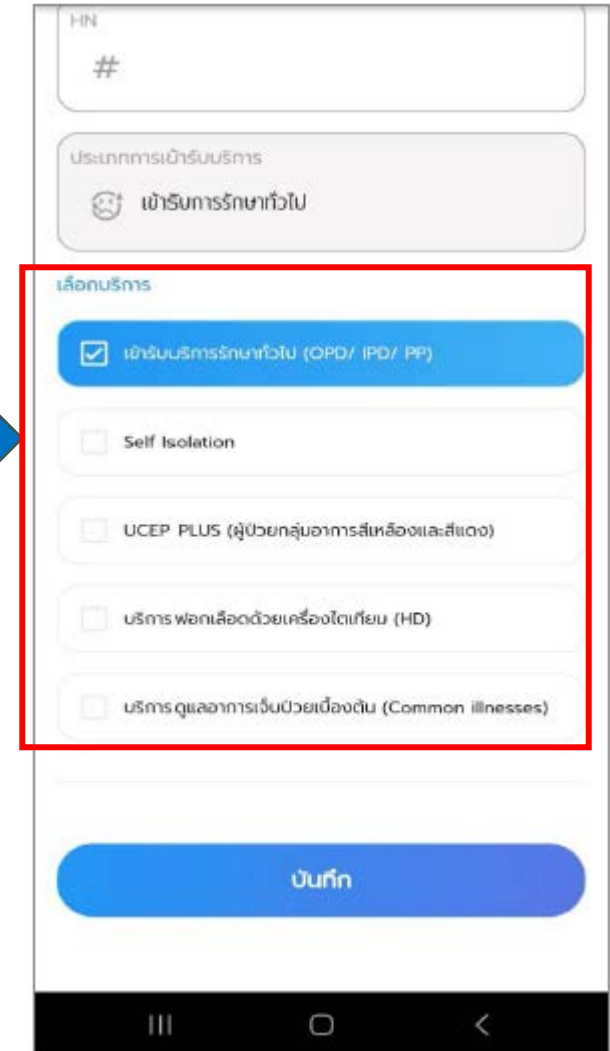 HN
#
ประเภทการเข้ารับบริการ
เข้ารับการรักษาทั่วไป
เลือกบริการ
เข้ารับบริการรักษาทั่วไป (OPD/ IPD/ PP)
Self Isolation
UCEP PLUS (ผู้ป่วยกลุ่มอาการสีเหลืองและสีแดง)
บริการ ฟอกเลือดด้วยเครื่องไตเทียม (HD)
บริการ ดูแลอาการเจ็บป่วยเบื้องต้น (Common illnesses)
บันทึก